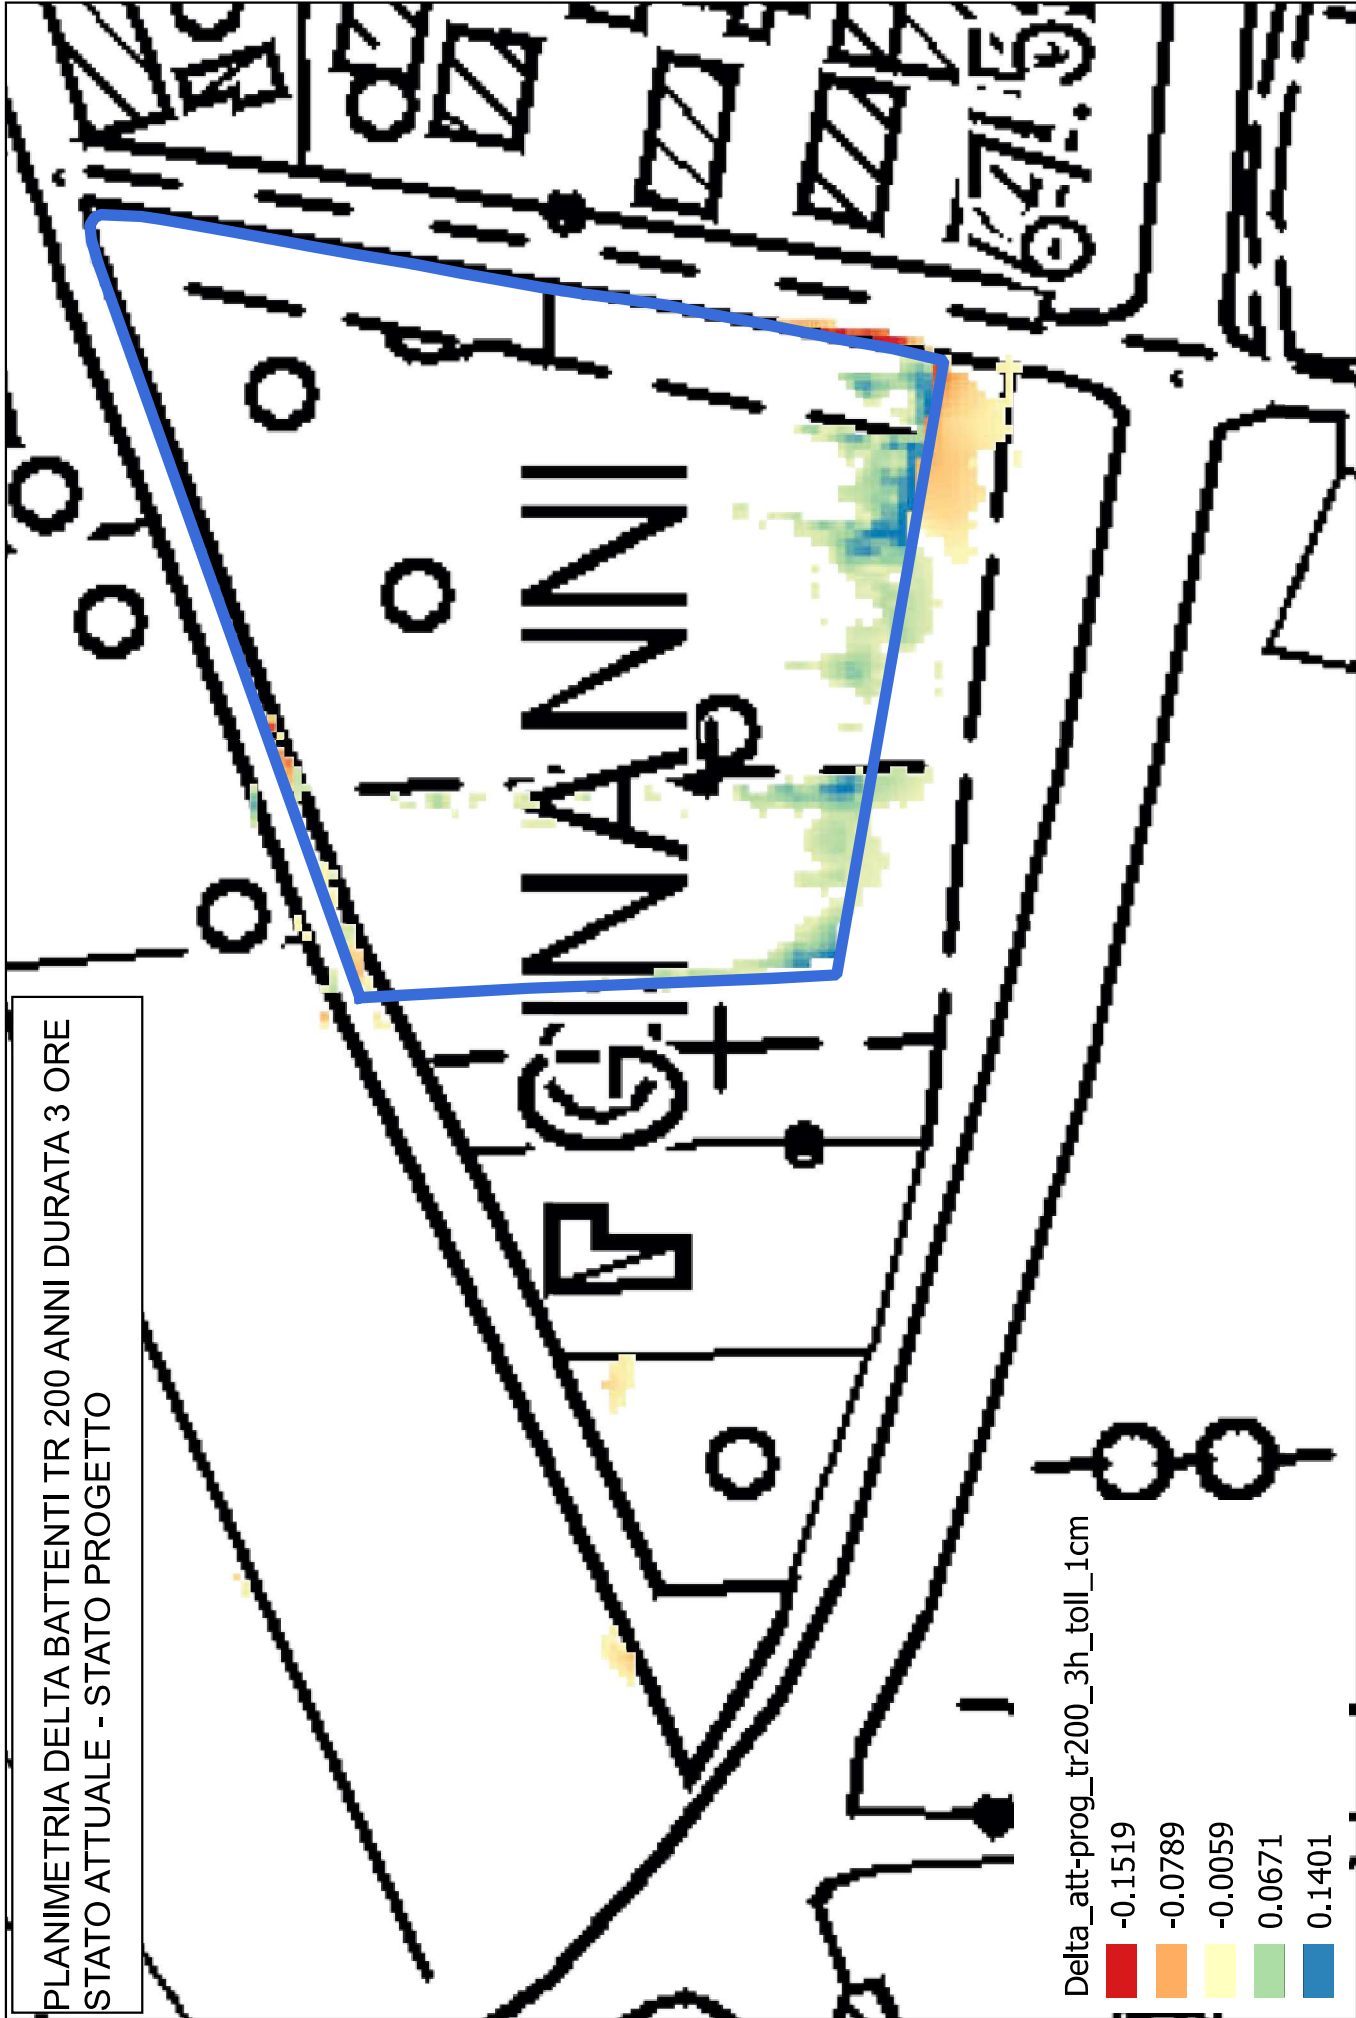 PLANIMETRIA DELTA BATTENTI TR 200 ANNI DURATA 3 ORE
STATO ATTUALE - STATO PROGETTO
GINANNI
Delta_att-prog_tr200_3h_toll_1cm
-0.1519
-0.0789
-0.0059
0.0671
0.1401